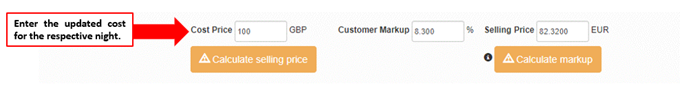 Enter the updated cost
for the respective night.
Cost Price 100 GBP Customer Markup 8.300 % Selling Price 82.3200 EUR
Calculate selling price Calculate markup